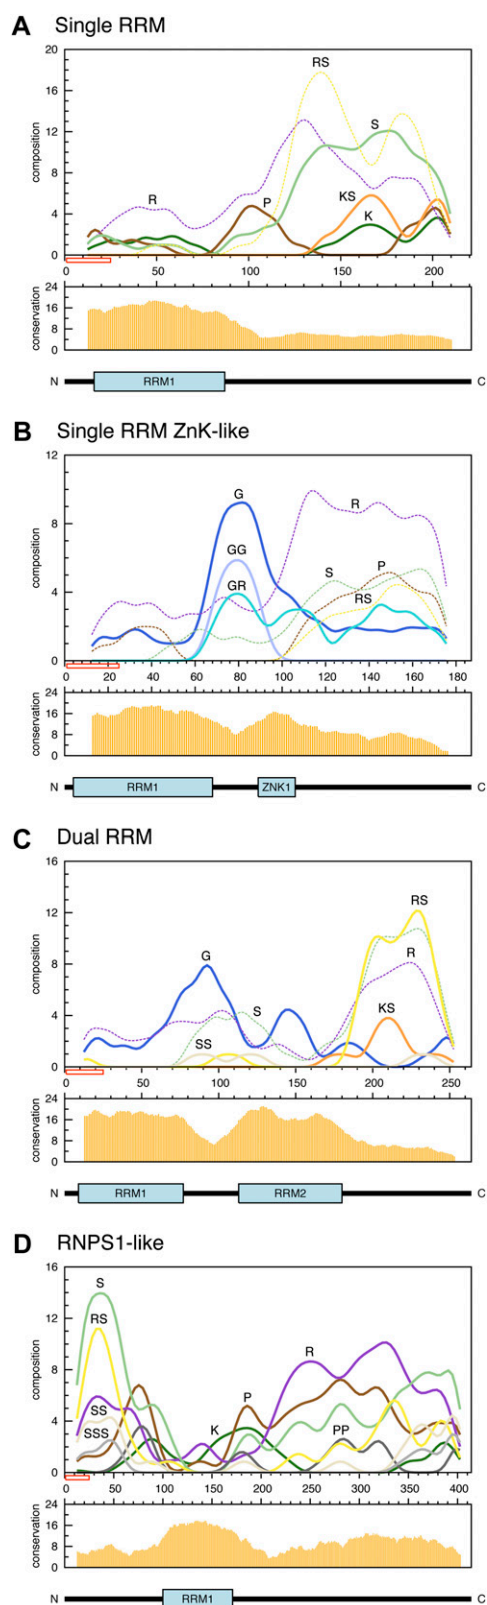 A Single RRM
20
16
12
8
4
0
composition
RS
S
R
P
KS
K
0 50 100 150 200
24
16
8
0
conservation
N RRM1 C
B Single RRM ZnK-like
12
8
4
0
composition
G
R
GG
S
P
GR
RS
0 20 40 60 80 100 120 140 160 180
24
16
8
0
conservation
N RRM1 ZNK1 C
C Dual RRM
16
12
8
4
0
composition
RS
G
R
S
KS
SS
0 50 100 150 200 250
24
16
8
0
conservation
N RRM1 RRM2 C
D RNPS1-like
16
12
8
4
0
composition
S
RS
R
SS
P
SSS
K
PP
0 50 100 150 200 250 300 350 400
24
16
8
0
conservation
N RRM1 C